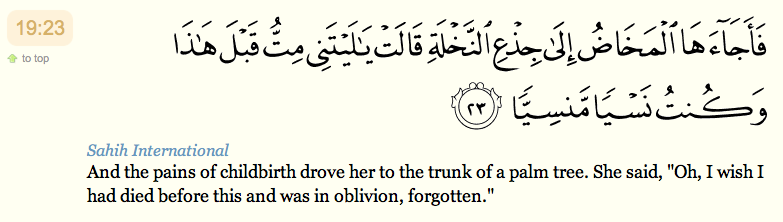 19:23
to top
فَأَجَآءَهَا ٱلْمَخَاضُ إِلَىٰ جِذْعِ ٱلنَّخْلَةِ قَالَتْ يَـٰلَيْتَنِى مِتُّ قَبْلَ هَـٰذَا
وَكُنتُ نَسْيًا مَّنسِيًّا ٢٣
Sahih International
And the pains of childbirth drove her to the trunk of a palm tree. She said, "Oh, I wish I
had died before this and was in oblivion, forgotten."